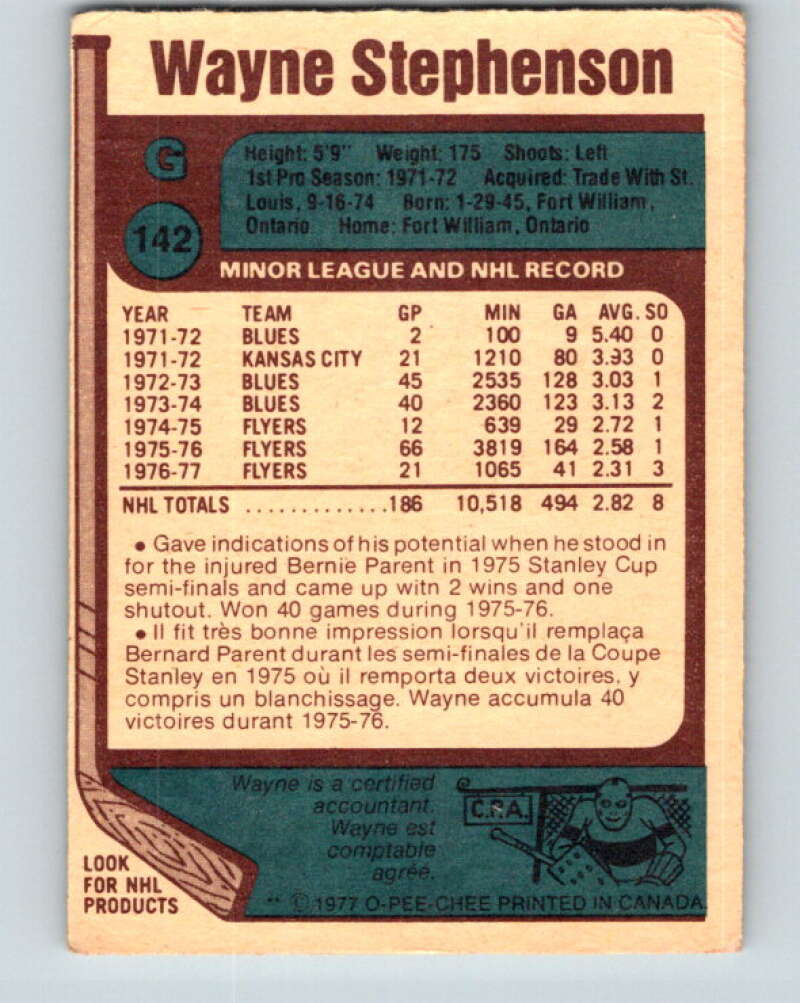 Wayne Stephenson
G
142
Height: 5'9" Weight: 175 Shoots: Left
1st Pro Season: 1971-72 Acquired: Trade With St.
Louis, 9-16-74 Born: 1-29-45, Fort William,
Ontario Home: Fort William, Ontario
MINOR LEAGUE AND NHL RECORD
YEAR TEAM GP MIN GA AVG. SO
1971-72 BLUES 2 100 9 5.40 0
1971-72 KANSAS CITY 21 1210 80 3.93 0
1972-73 BLUES 45 2535 128 3.03 1
1973-74 BLUES 40 2360 123 3.13 2
1974-75 FLYERS 12 639 29 2.72 1
1975-76 FLYERS 66 3819 164 2.58 1
1976-77 FLYERS 21 1065 41 2.31 3
NHL TOTALS .............186 10,518 494 2.82 8
• Gave indications of his potential when he stood in
for the injured Bernie Parent in 1975 Stanley Cup
semi-finals and came up witn 2 wins and one
shutout. Won 40 games during 1975-76.
• Il fit très bonne impression lorsqu'il remplaça
Bernard Parent durant les semi-finales de la Coupe
Stanley en 1975 où il remporta deux victoires, y
compris un blanchissage. Wayne accumula 40
victoires durant 1975-76.
Wayne is a certified
accountant.
Wayne est
comptable
agréé.
C.P.A.
LOOK
FOR NHL
PRODUCTS
** © 1977 O-PEE-CHEE PRINTED IN CANADA.